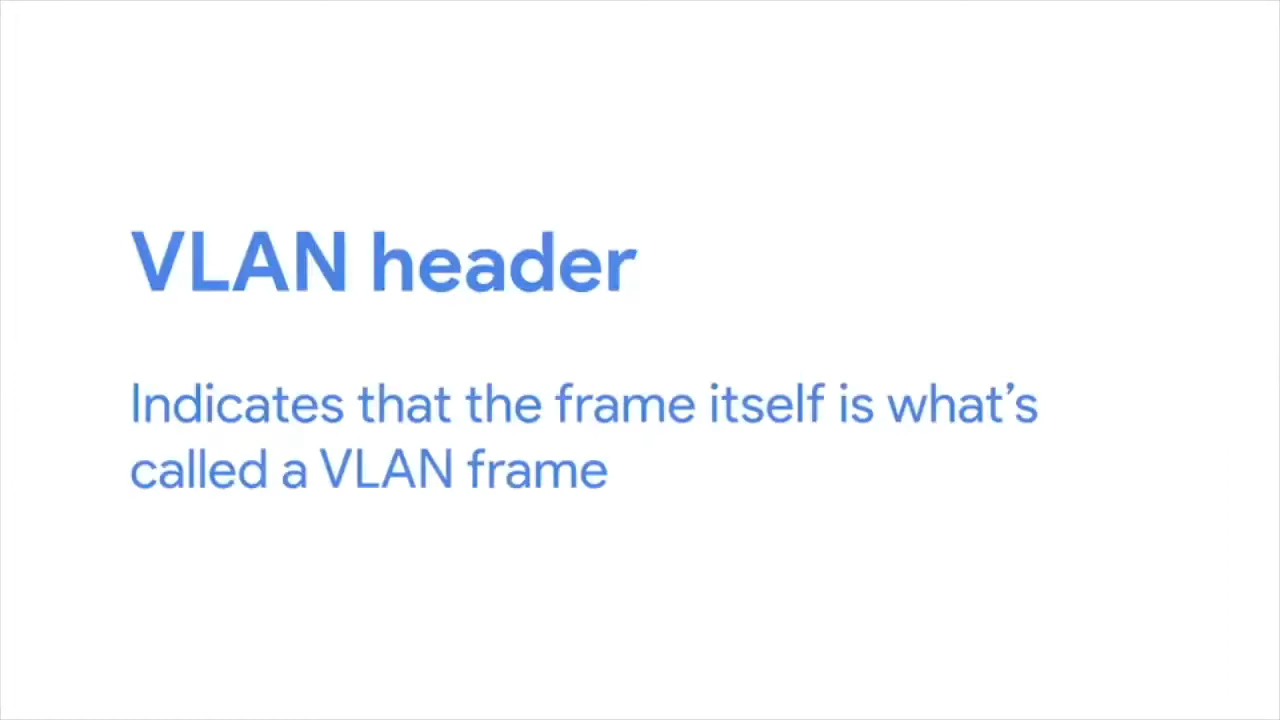 VLAN header
Indicates that the frame itself is what’s
called a VLAN frame